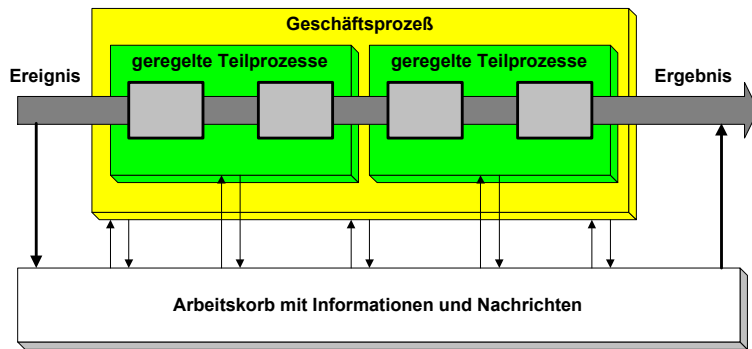 Geschäftsprozeß
geregelte Teilprozesse
geregelte Teilprozesse
Ereignis
Ergebnis
Arbeitskorb mit Informationen und Nachrichten